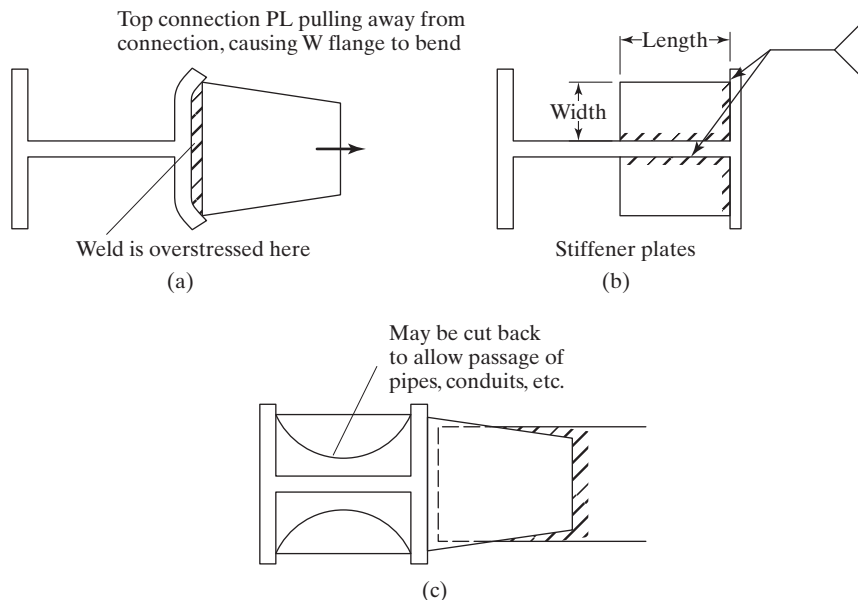 Top connection PL pulling away from
connection, causing W flange to bend
Weld is overstressed here
(a)
Length
Width
Stiffener plates
(b)
May be cut back
to allow passage of
pipes, conduits, etc.
(c)